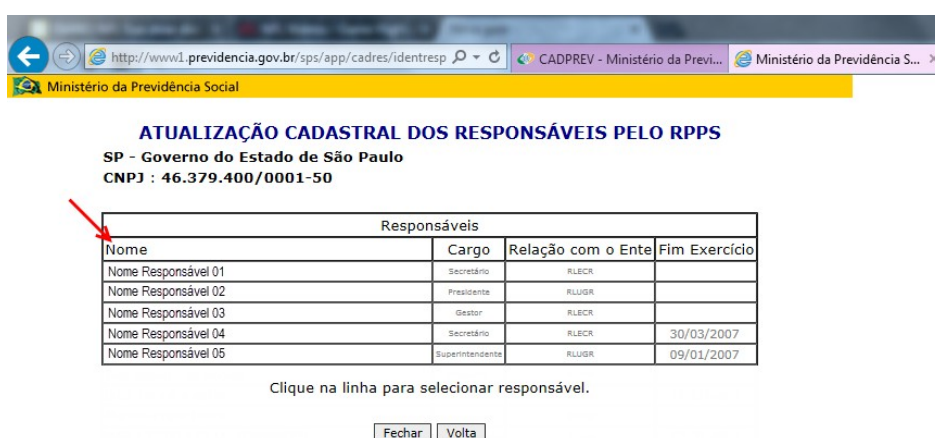 http://www1.previdencia.gov.br/sps/app/cadres/identresp
CADPREV - Ministério da Previ...
Ministério da Previdência S...
Ministério da Previdência Social
ATUALIZAÇÃO CADASTRAL DOS RESPONSÁVEIS PELO RPPS
SP - Governo do Estado de São Paulo
CNPJ : 46.379.400/0001-50
Responsáveis
Nome Cargo Relação com o Ente Fim Exercício
Nome Responsável 01 Secretário RLECR
Nome Responsável 02 Presidente RLUGR
Nome Responsável 03 Gestor RLECR
Nome Responsável 04 Secretário RLECR 30/03/2007
Nome Responsável 05 Superintendente RLUGR 09/01/2007
Clique na linha para selecionar responsável.
Fechar Volta